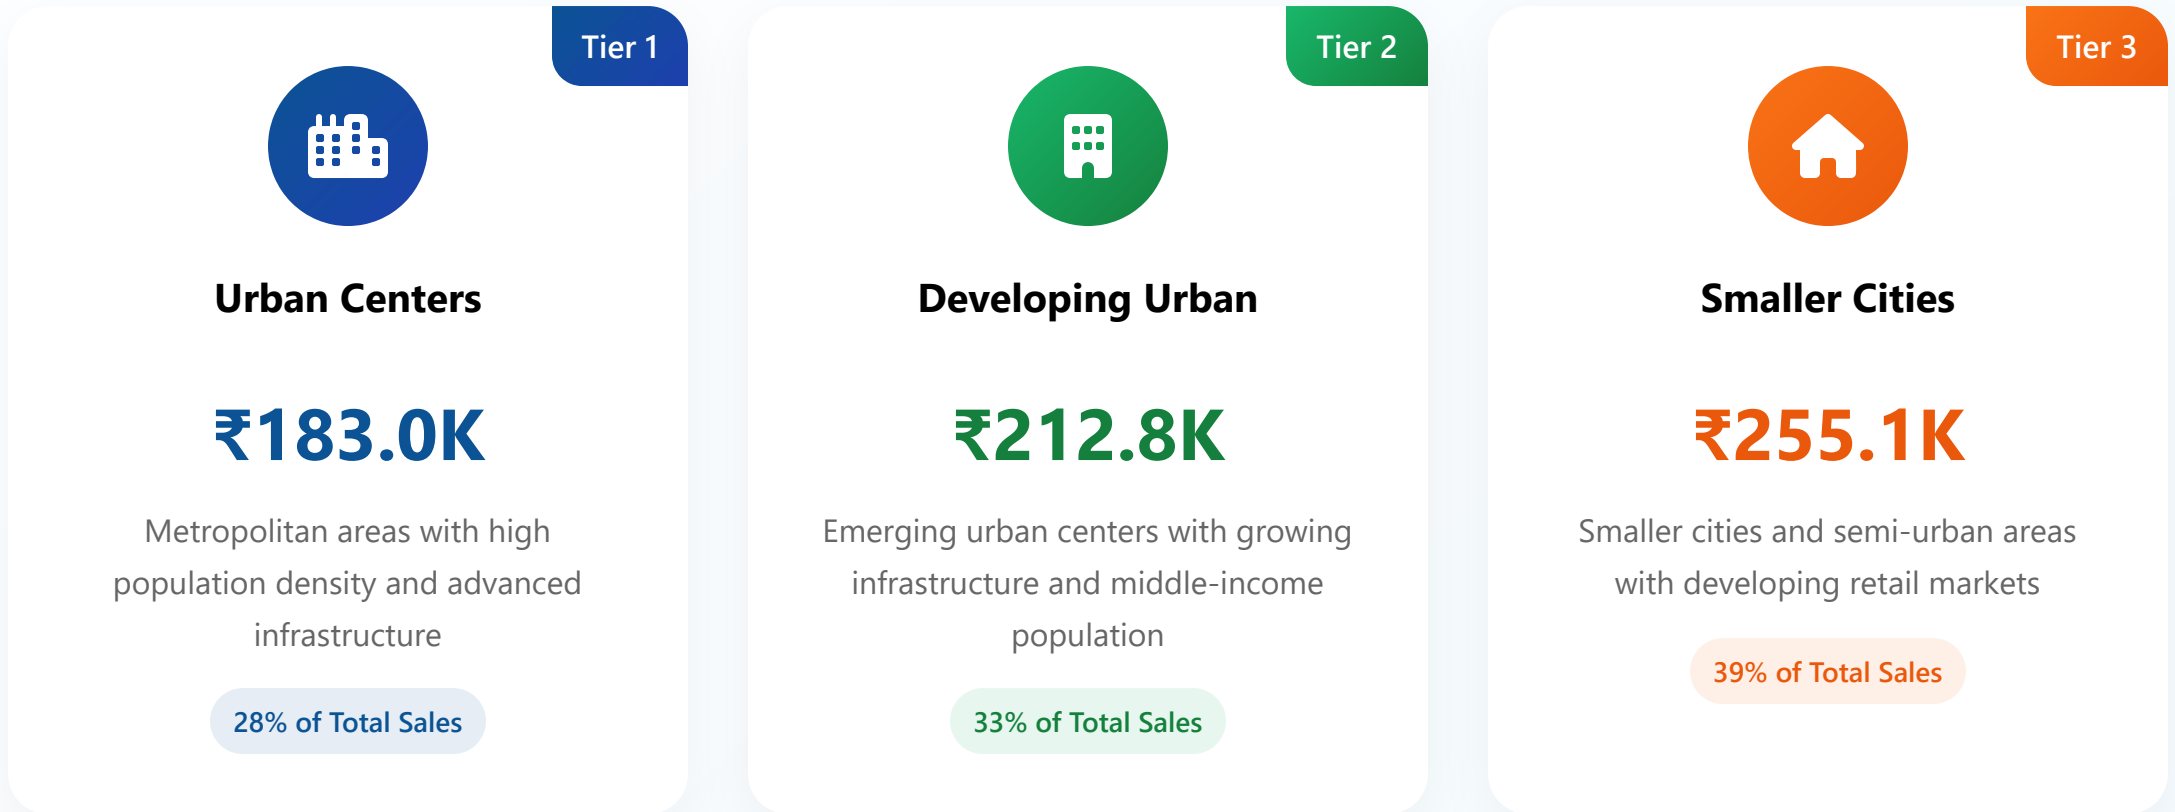 Tier 1
Urban Centers
₹183.0K
Metropolitan areas with high
population density and advanced
infrastructure
28% of Total Sales
Tier 2
Developing Urban
₹212.8K
Emerging urban centers with growing
infrastructure and middle-income
population
33% of Total Sales
Tier 3
Smaller Cities
₹255.1K
Smaller cities and semi-urban areas
with developing retail markets
39% of Total Sales